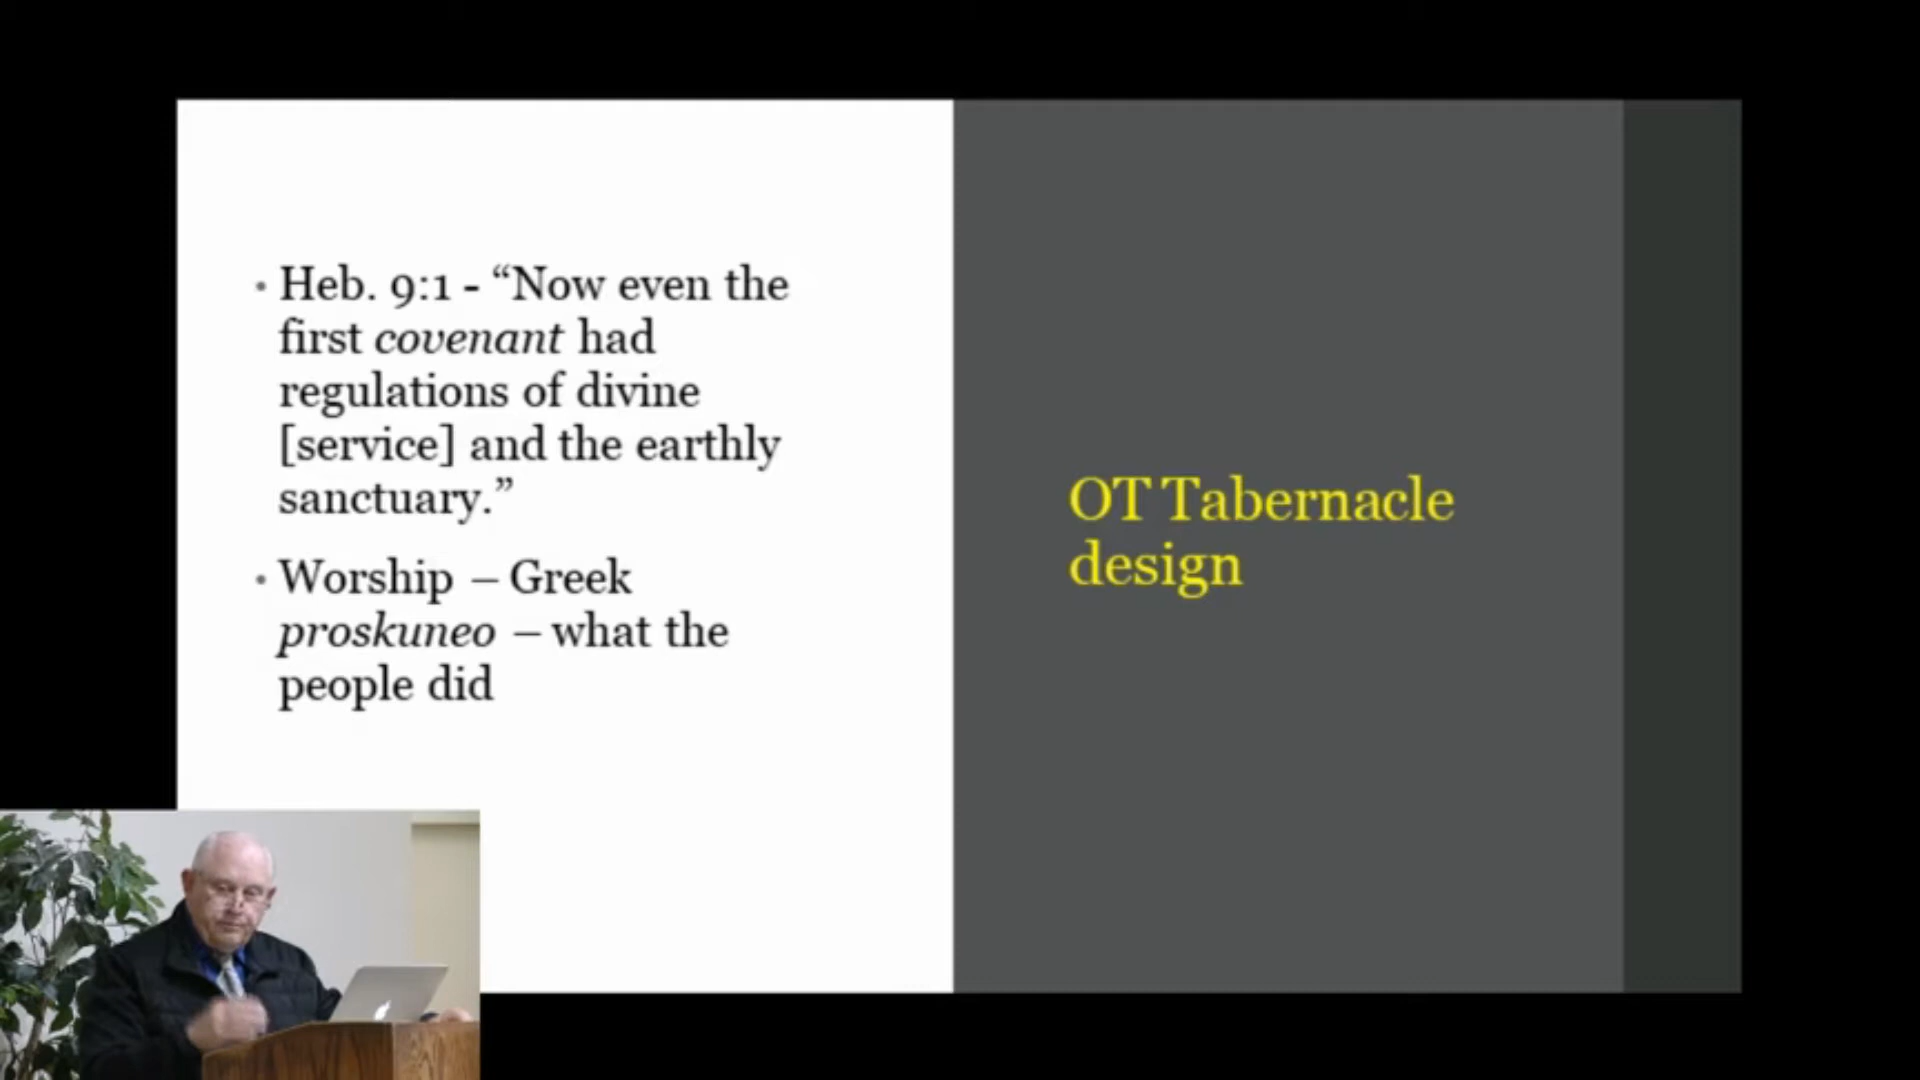 • Heb. 9:1 - “Now even the
first covenant had
regulations of divine
[service] and the earthly
sanctuary.”
• Worship – Greek
proskuneo – what the
people did
OT Tabernacle
design